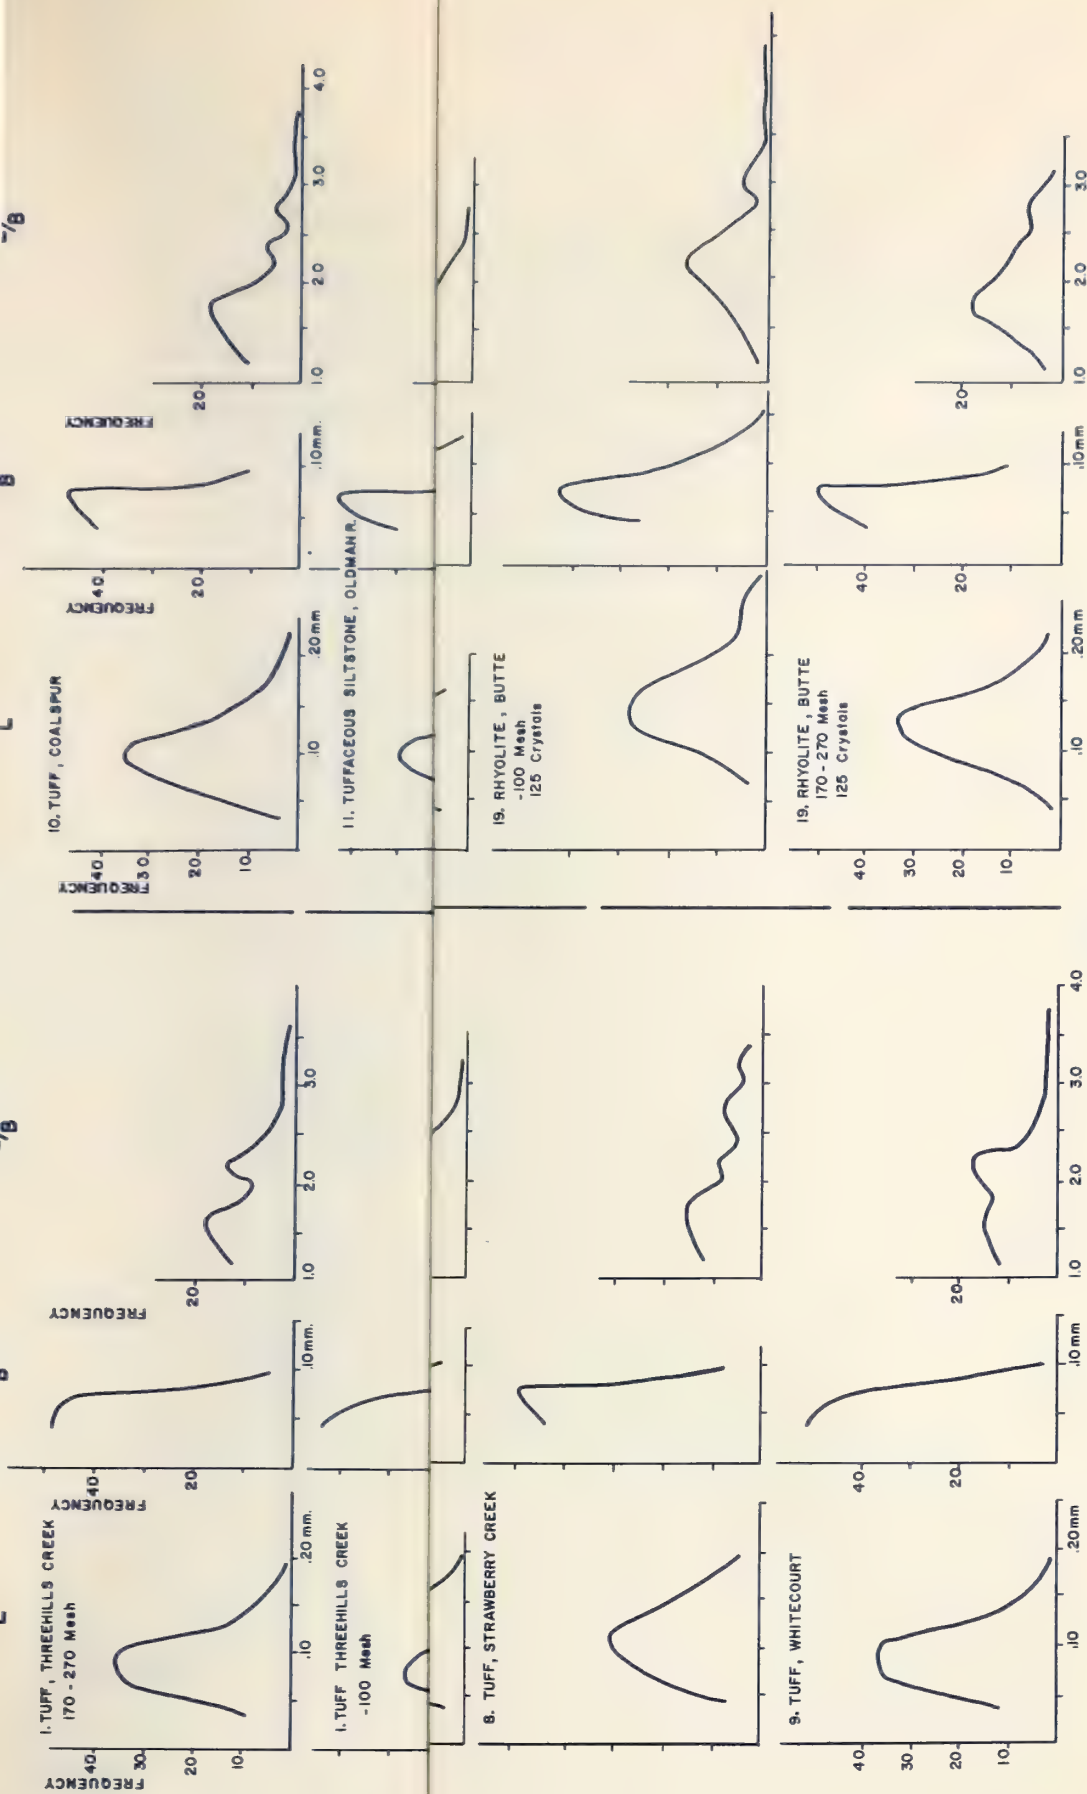 L B /B L B /B
1. TUFF, THREEHILLS CREEK
170 - 270 Mesh
FREQUENCY
40
30
20
10
.10 .20mm.
FREQUENCY
40
20
.10mm.
FREQUENCY
20
1.0 2.0 3.0
10. TUFF, COALSPUR
FREQUENCY
40
30
20
10
.10 .20mm
FREQUENCY
40
20
.10mm.
FREQUENCY
20
1.0 2.0 3.0 4.0
1. TUFF THREEHILLS CREEK
-100 Mesh
11. TUFFACEOUS SILTSTONE, OLDMAN R.
8. TUFF, STRAWBERRY CREEK
19. RHYOLITE, BUTTE
-100 Mesh
125 Crystals
9. TUFF, WHITECOURT
40
30
20
10
.10 .20mm
40
20
.10mm
20
1.0 2.0 3.0 4.0
19. RHYOLITE, BUTTE
170 - 270 Mesh
125 Crystals
40
30
20
10
.10 .20mm
40
20
.10mm
20
1.0 2.0 3.0